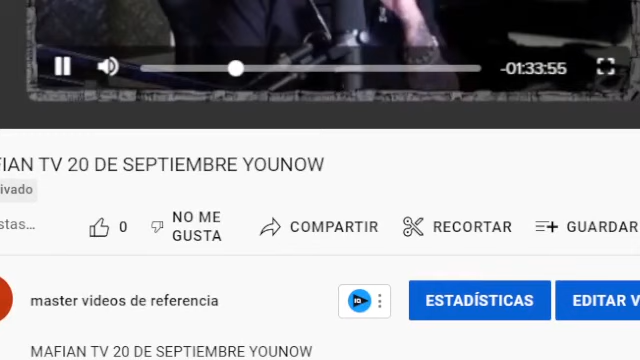 -01:33:55
FIAN TV 20 DE SEPTIEMBRE YOUNOW
ivado
stas...
0
NO ME
GUSTA
COMPARTIR
RECORTAR
GUARDAR
master videos de referencia
ESTADÍSTICAS
EDITAR V
MAFIAN TV 20 DE SEPTIEMBRE YOUNOW